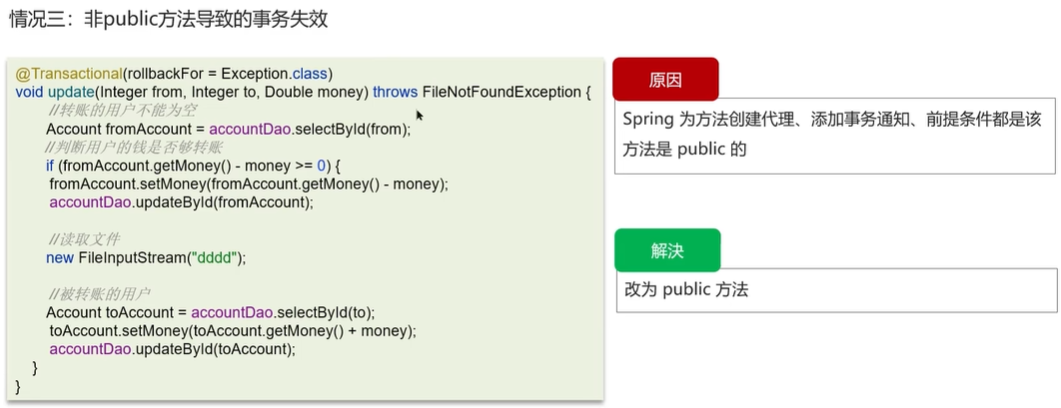 情况三：非public方法导致的事务失效
@Transactional(rollbackFor = Exception.class)
void update(Integer from, Integer to, Double money) throws FileNotFoundException {
//转账的用户不能为空
Account fromAccount = accountDao.selectById(from);
//判断用户的钱是否够转账
if (fromAccount.getMoney() - money >= 0) {
fromAccount.setMoney(fromAccount.getMoney() - money);
accountDao.updateById(fromAccount);
//读取文件
new FileInputStream("dddd");
//被转账的用户
Account toAccount = accountDao.selectById(to);
toAccount.setMoney(toAccount.getMoney() + money);
accountDao.updateById(toAccount);
}
}
原因
Spring 为方法创建代理、添加事务通知、前提条件都是该
方法是 public 的
解决
改为 public 方法